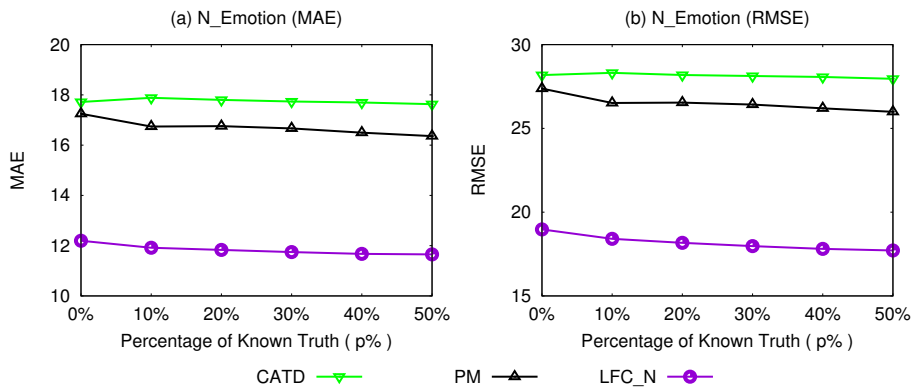 (a) N_Emotion (MAE)
20
18
16
14
12
10
MAE
0% 10% 20% 30% 40% 50%
Percentage of Known Truth ( p% )
(b) N_Emotion (RMSE)
30
25
20
15
RMSE
0% 10% 20% 30% 40% 50%
Percentage of Known Truth ( p% )
CATD PM LFC_N